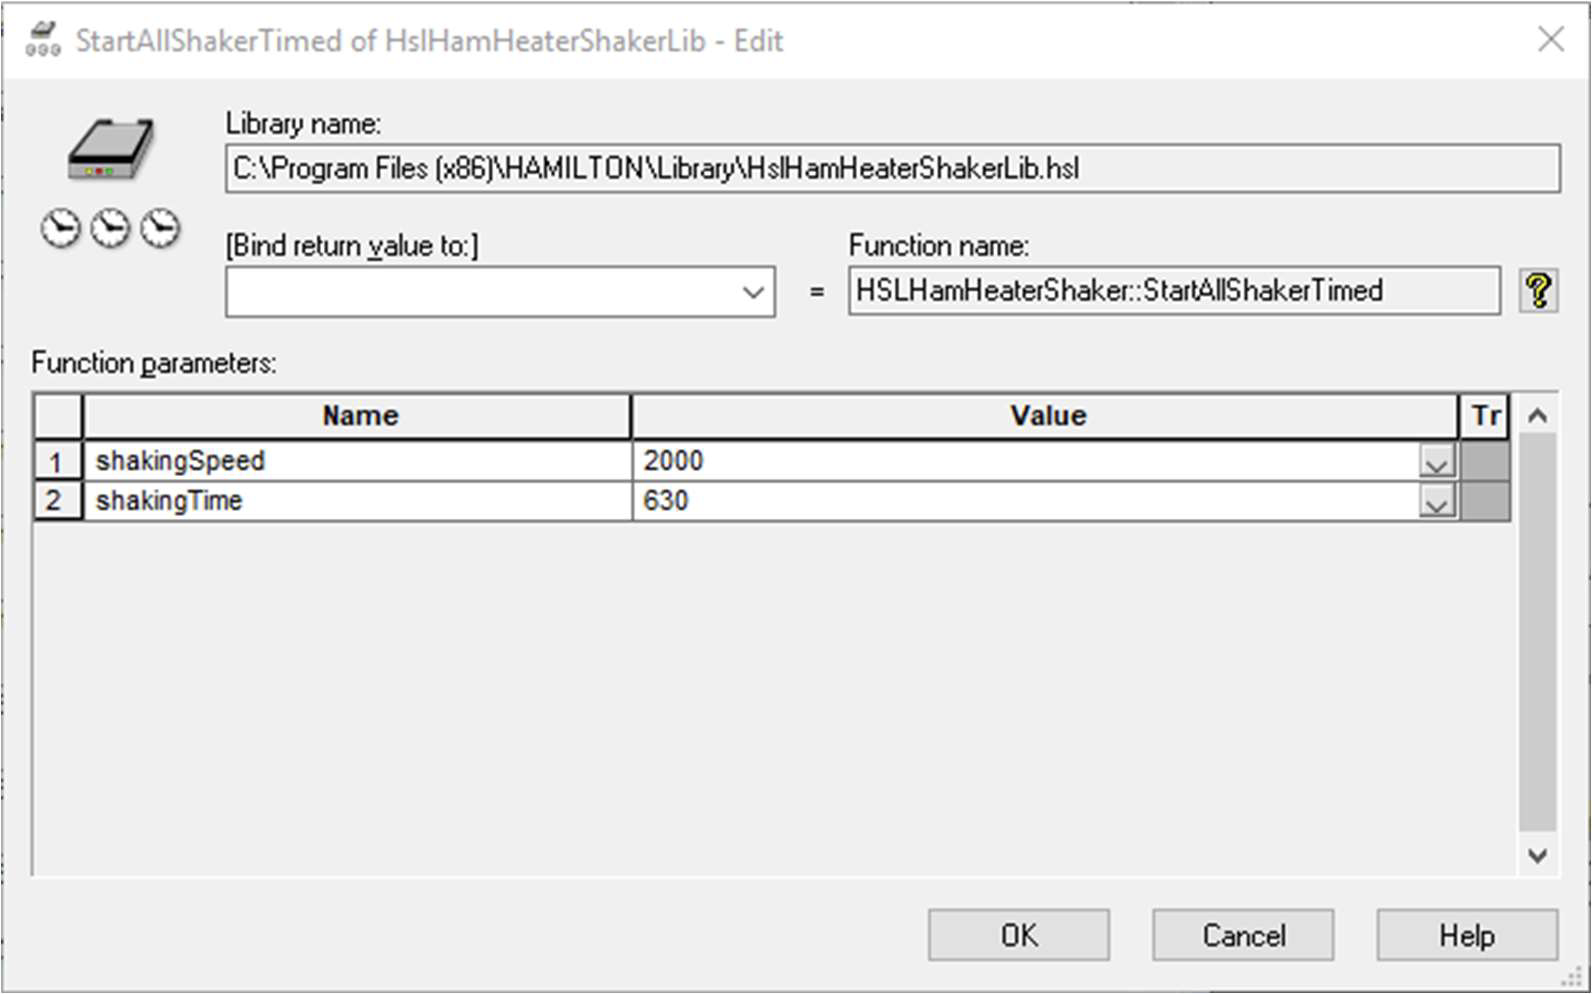 StartAllShakerTimed of HslHamHeaterShakerLib - Edit
Library name:
C:\Program Files (x86)\HAMILTON\Library\HslHamHeaterShakerLib.hsl
[Bind return value to:]
Function name:
= HSLHamHeaterShaker::StartAllShakerTimed ?
Function parameters:
Name Value Tr
1 shakingSpeed 2000
2 shakingTime 630
OK Cancel Help